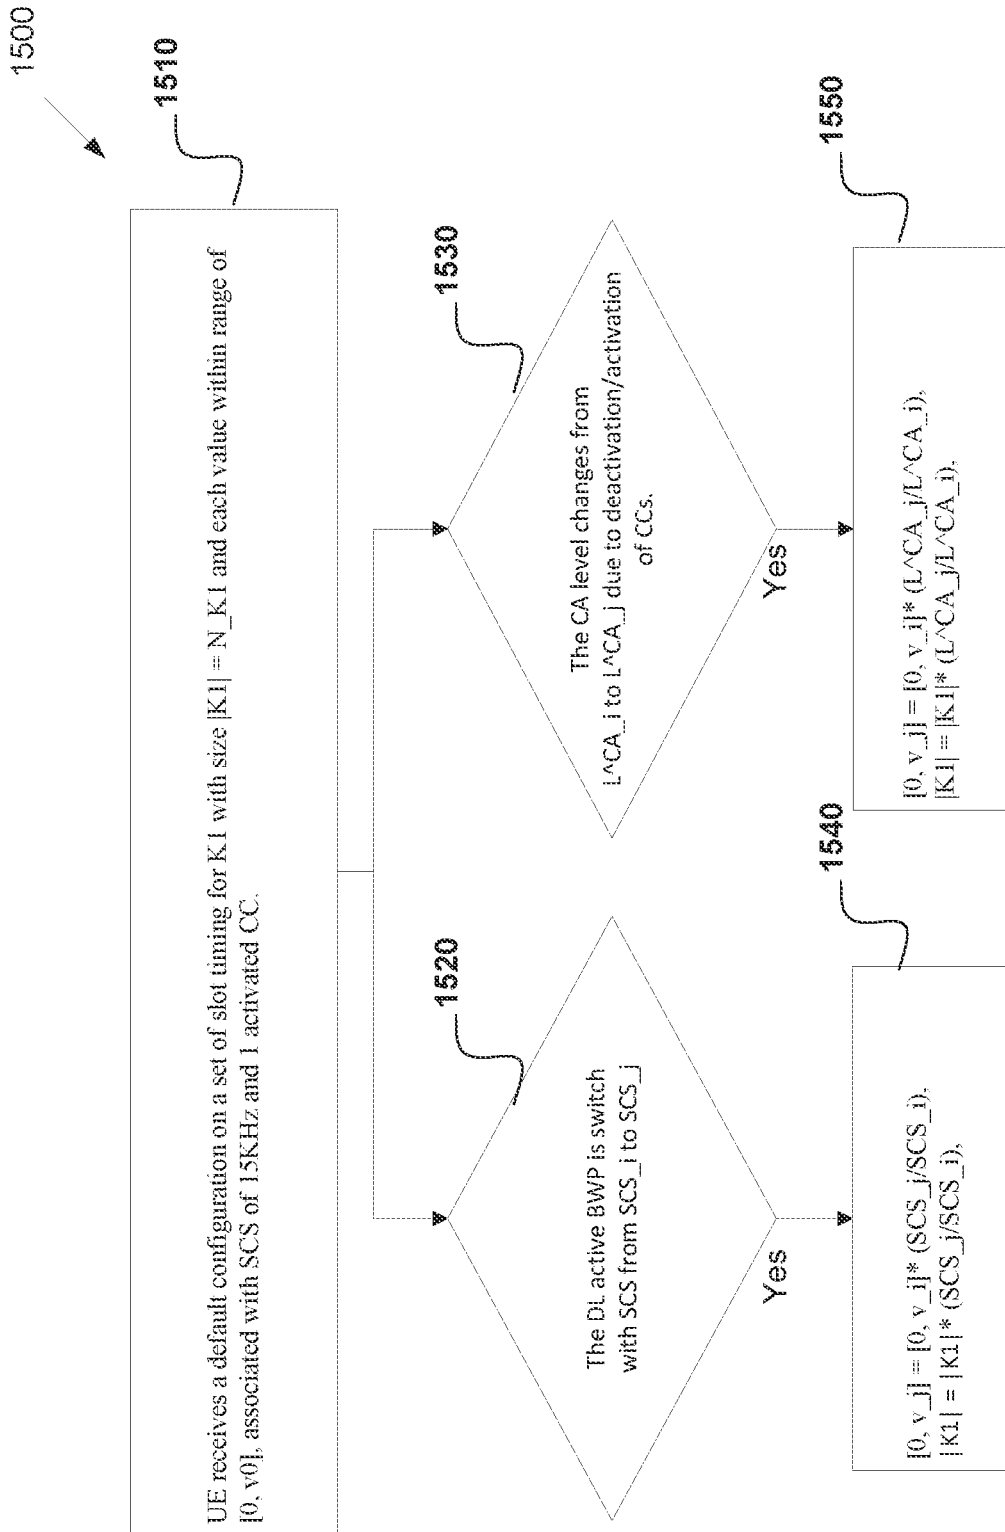 1500
1510
UE receives a default configuration on a set of slot timing for K1 with size |K1| = N_K1 and each value within range of
[0, v0], associated with SCS of 15KHz and 1 activated CC.
1520
The DL active BWP is switch
with SCS from SCS_i to SCS_j
Yes
1530
The CA level changes from
L^CA_i to L^CA_j due to deactivation/activation
of CCs.
Yes
1540
[0, v_j] = [0, v_i]* (SCS_j/SCS_i),
|K1| = |K1|* (SCS_j/SCS_i),
1550
[0, v_j] = [0, v_i]* (L^CA_j/L^CA_i),
|K1| = |K1|* (L^CA_j/L^CA_i),